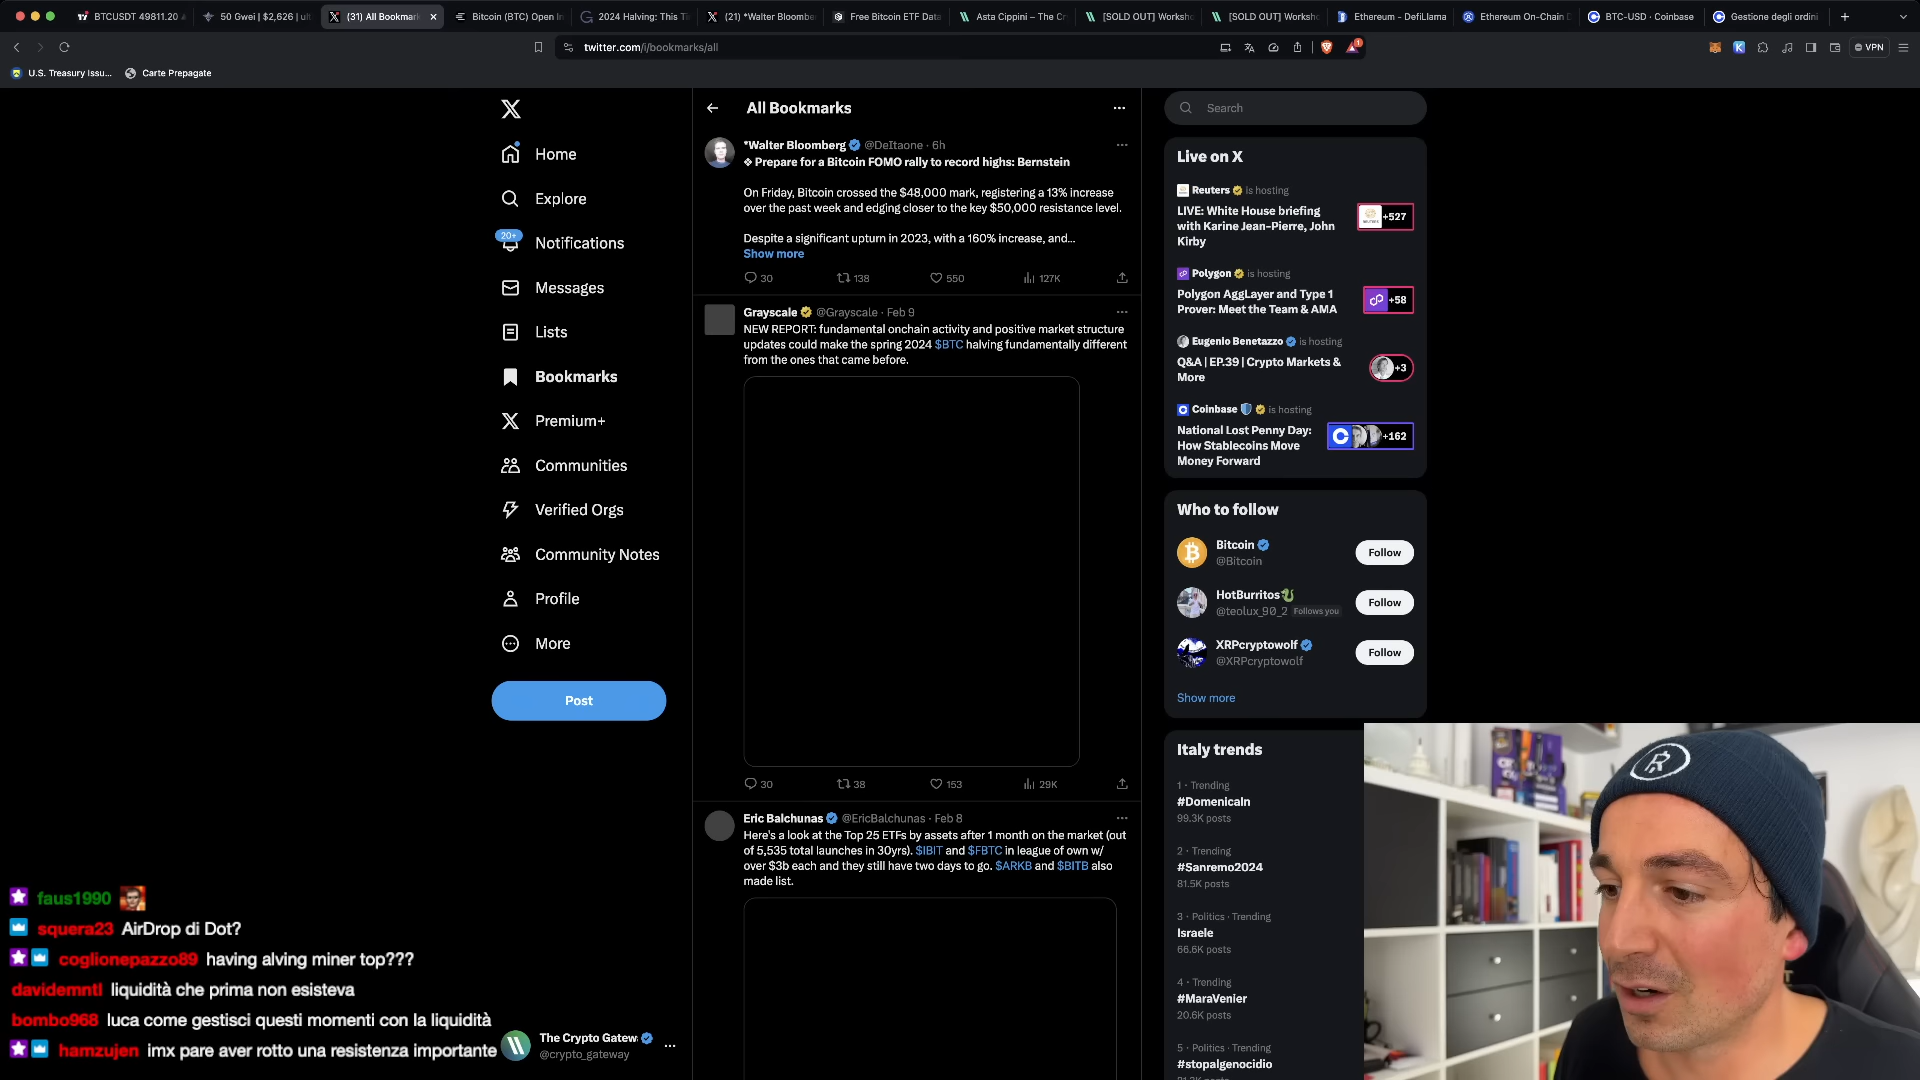 BTCUSDT 49811.20
50 Gwei | $2,626 | ul
(31) All Bookmar
Bitcoin (BTC) Open
2024 Halving: This Ti
(21) *Walter Bloombe
Free Bitcoin ETF Data
Asta Cippini – The Cr
[SOLD OUT] Worksho
[SOLD OUT] Worksho
Ethereum - DefiLlama
Ethereum On-Chain D
BTC-USD · Coinbase
Gestione degli ordini
twitter.com/i/bookmarks/all
1
VPN
U.S. Treasury Issu...
Carte Prepagate
Home
Explore
20+
Notifications
Messages
Lists
Bookmarks
Premium+
Communities
Verified Orgs
Community Notes
Profile
More
Post
All Bookmarks
*Walter Bloomberg @DeItaone · 6h
❖ Prepare for a Bitcoin FOMO rally to record highs: Bernstein
On Friday, Bitcoin crossed the $48,000 mark, registering a 13% increase
over the past week and edging closer to the key $50,000 resistance level.
Despite a significant upturn in 2023, with a 160% increase, and...
Show more
30 138 550 127K
Grayscale @Grayscale · Feb 9
NEW REPORT: fundamental onchain activity and positive market structure
updates could make the spring 2024 $BTC halving fundamentally different
from the ones that came before.
30 38 153 29K
Eric Balchunas @EricBalchunas · Feb 8
Here's a look at the Top 25 ETFs by assets after 1 month on the market (out
of 5,535 total launches in 30yrs). $IBIT and $FBTC in league of own w/
over $3b each and they still have two days to go. $ARKB and $BITB also
made list.
Search
Live on X
Reuters is hosting
LIVE: White House briefing
with Karine Jean-Pierre, John
Kirby
+527
Polygon is hosting
Polygon AggLayer and Type 1
Prover: Meet the Team & AMA
+58
Eugenio Benetazzo is hosting
Q&A | EP.39 | Crypto Markets &
More
+3
Coinbase is hosting
National Lost Penny Day:
How Stablecoins Move
Money Forward
+162
Who to follow
Bitcoin
@Bitcoin
Follow
HotBurritos
@teolux_90_2 Follows you
Follow
XRPcryptowolf
@XRPcryptowolf
Follow
Show more
Italy trends
1 · Trending
#DomenicaIn
99.3K posts
2 · Trending
#Sanremo2024
81.5K posts
3 · Politics · Trending
Israele
66.6K posts
4 · Trending
#MaraVenier
20.6K posts
5 · Politics · Trending
#stopalgenocidio
faus1990
squera23 AirDrop di Dot?
coglionepazzo89 having alving miner top???
davidemntl liquidità che prima non esisteva
bombo968 luca come gestisci questi momenti con la liquidità
hamzujen imx pare aver rotto una resistenza importante
The Crypto Gatew
@crypto_gateway